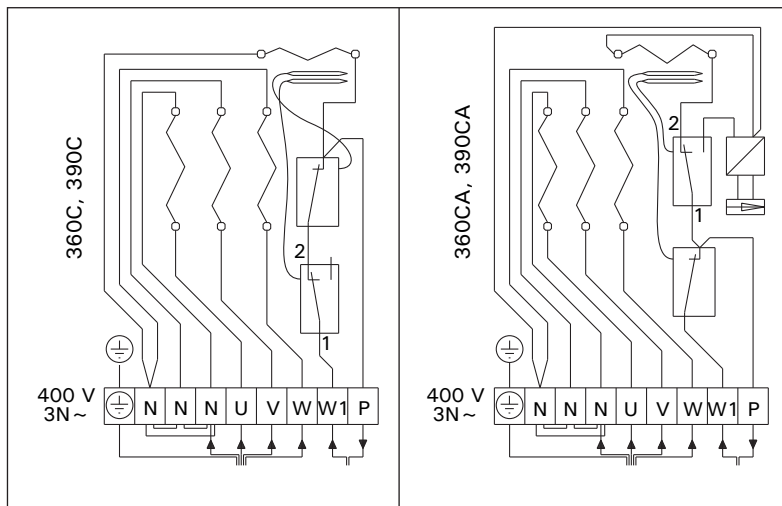 360C, 390C
2
1
400 V
3N~
N N N U V W W1 P
360CA, 390CA
2
1
400 V
3N~
N N N U V W W1 P